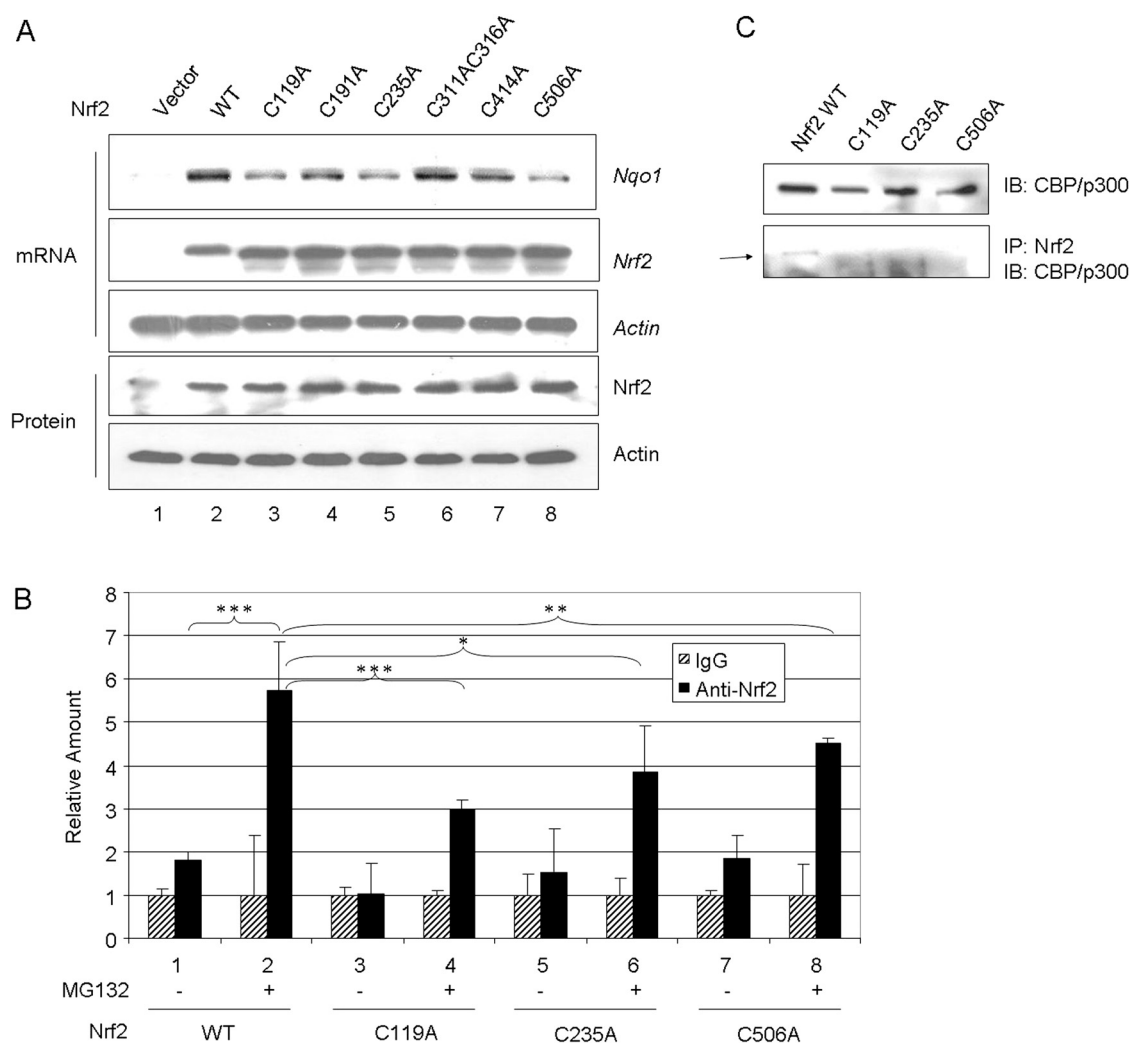 A
Nrf2 Vector WT C119A C191A C235A C311AC316A C414A C506A
mRNA
Nqo1
Nrf2
Actin
Protein
Nrf2
Actin
1 2 3 4 5 6 7 8
C
Nrf2 WT C119A C235A C506A
IB: CBP/p300
IP: Nrf2
IB: CBP/p300
B
Relative Amount
8
7
6
5
4
3
2
1
0
*** ** * ***
IgG
Anti-Nrf2
1 2 3 4 5 6 7 8
MG132 - + - + - + - +
Nrf2 WT C119A C235A C506A